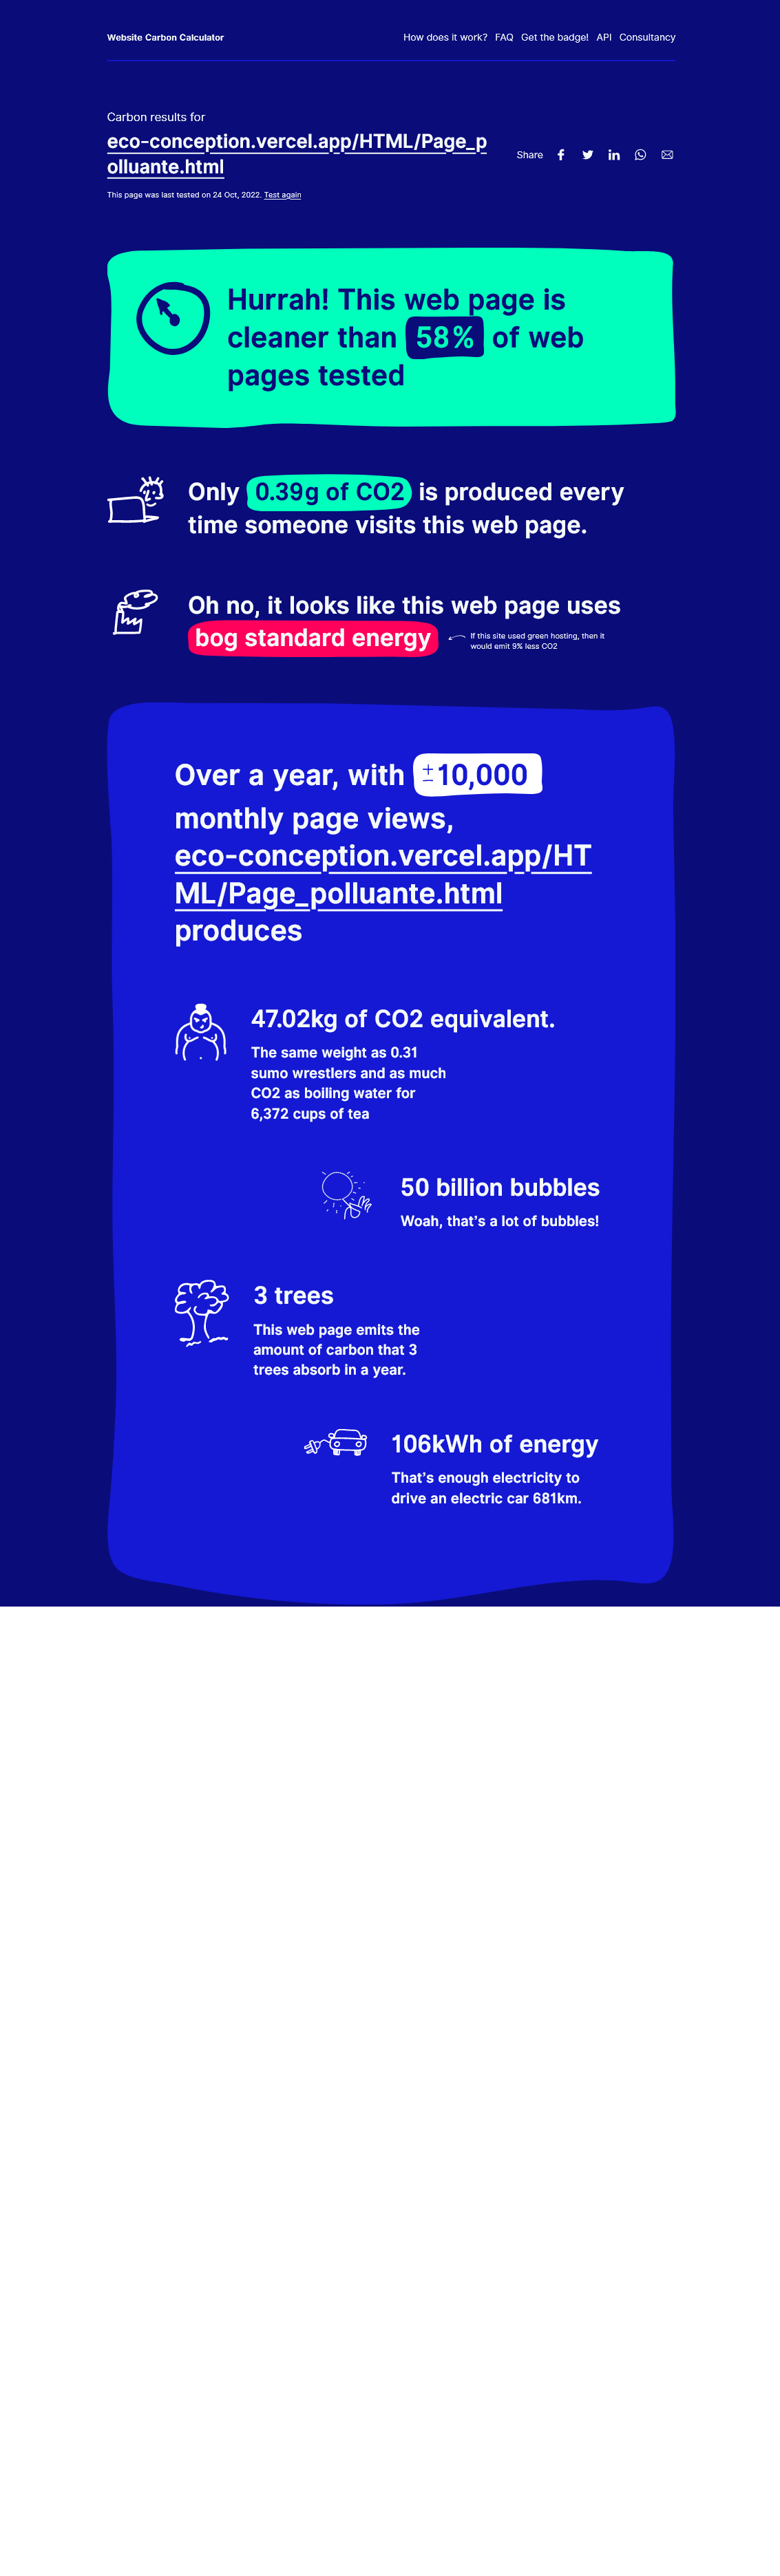 Website Carbon Calculator
How does it work? FAQ Get the badge! API Consultancy
Carbon results for
eco-conception.vercel.app/HTML/Page_p
olluante.html
Share
This page was last tested on 24 Oct, 2022. Test again
Hurrah! This web page is
cleaner than 58% of web
pages tested
Only 0.39g of CO2 is produced every
time someone visits this web page.
Oh no, it looks like this web page uses
bog standard energy
If this site used green hosting, then it
would emit 9% less CO2
Over a year, with ±10,000
monthly page views,
eco-conception.vercel.app/HT
ML/Page_polluante.html
produces
47.02kg of CO2 equivalent.
The same weight as 0.31
sumo wrestlers and as much
CO2 as boiling water for
6,372 cups of tea
50 billion bubbles
Woah, that’s a lot of bubbles!
3 trees
This web page emits the
amount of carbon that 3
trees absorb in a year.
106kWh of energy
That’s enough electricity to
drive an electric car 681km.